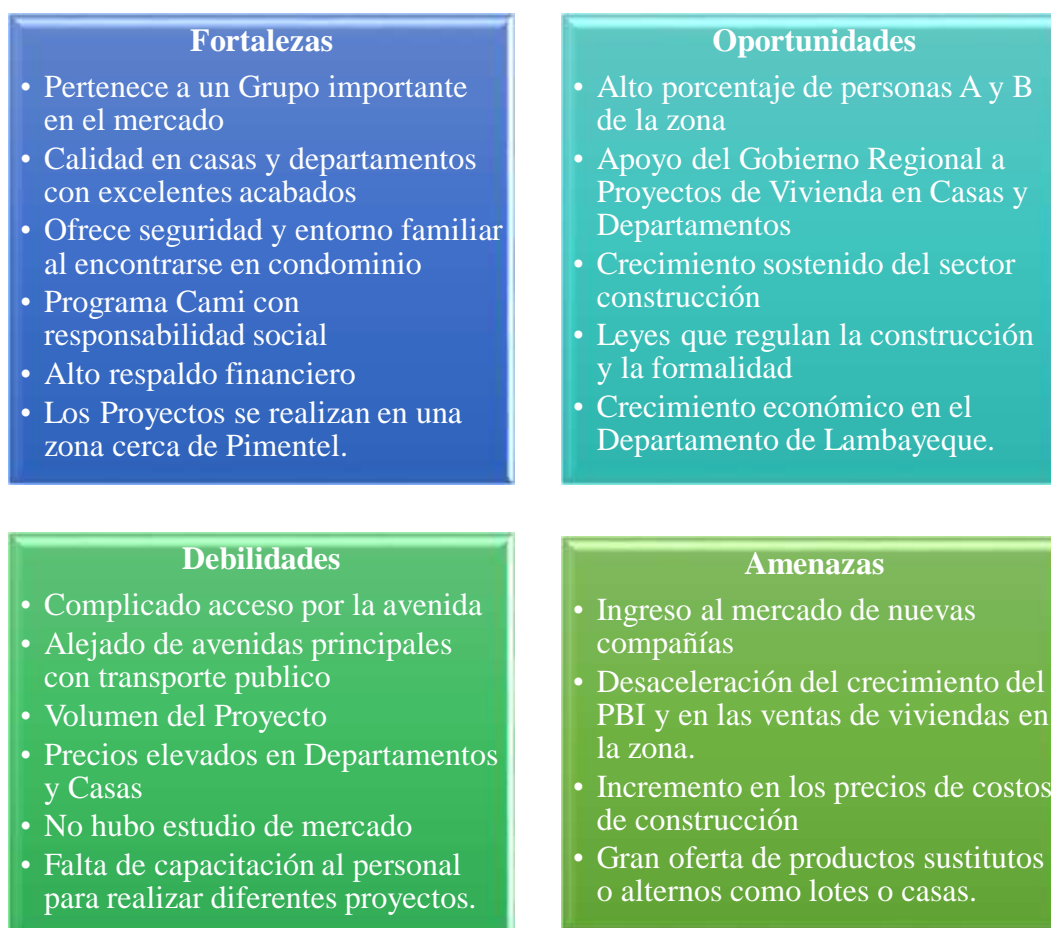 Fortalezas
• Pertenece a un Grupo importante
en el mercado
• Calidad en casas y departamentos
con excelentes acabados
• Ofrece seguridad y entorno familiar
al encontrarse en condominio
• Programa Cami con
responsabilidad social
• Alto respaldo financiero
• Los Proyectos se realizan en una
zona cerca de Pimentel.
Oportunidades
• Alto porcentaje de personas A y B
de la zona
• Apoyo del Gobierno Regional a
Proyectos de Vivienda en Casas y
Departamentos
• Crecimiento sostenido del sector
construcción
• Leyes que regulan la construcción
y la formalidad
• Crecimiento económico en el
Departamento de Lambayeque.
Debilidades
• Complicado acceso por la avenida
• Alejado de avenidas principales
con transporte publico
• Volumen del Proyecto
• Precios elevados en Departamentos
y Casas
• No hubo estudio de mercado
• Falta de capacitación al personal
para realizar diferentes proyectos.
Amenazas
• Ingreso al mercado de nuevas
compañías
• Desaceleración del crecimiento del
PBI y en las ventas de viviendas en
la zona.
• Incremento en los precios de costos
de construcción
• Gran oferta de productos sustitutos
o alternos como lotes o casas.